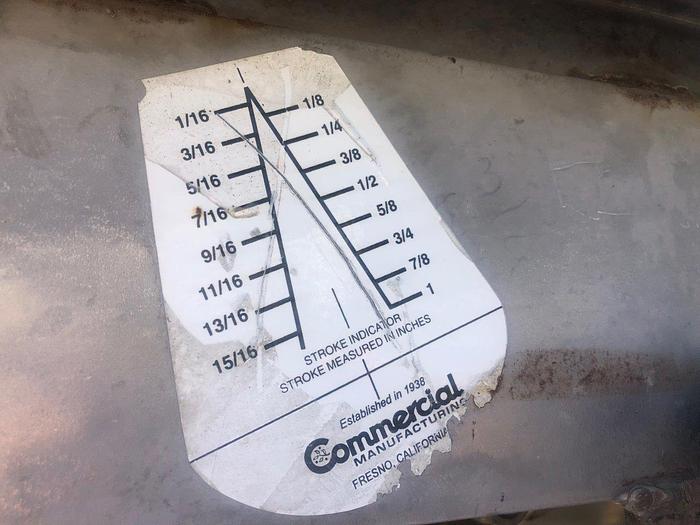 1/16 1/8
3/16 1/4
5/16 3/8
7/16 1/2
9/16 5/8
11/16 3/4
13/16 7/8
15/16 1
STROKE INDICATOR
STROKE MEASURED IN INCHES
Established in 1938
Commercial
MANUFACTURING
FRESNO, CALIFORNIA